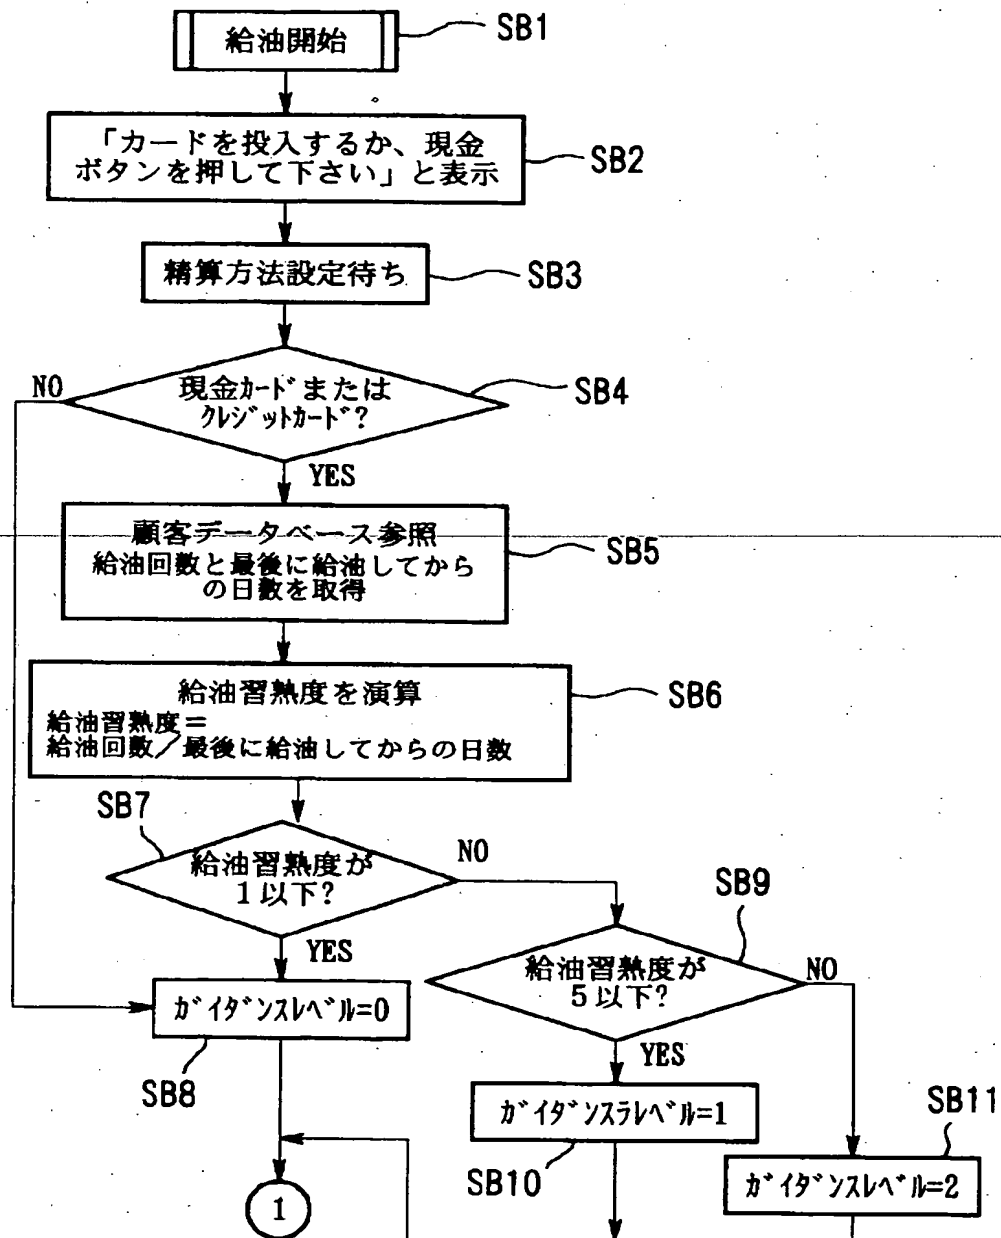 給油開始
SB1
「カードを投入するか、現金
ボタンを押して下さい」と表示
SB2
精算方法設定待ち
SB3
現金ｶｰﾄﾞまたは
ｸﾚｼﾞｯﾄｶｰﾄﾞ?
SB4
NO
YES
顧客データベース参照
給油回数と最後に給油してから
の日数を取得
SB5
給油習熟度を演算
給油習熟度＝
給油回数／最後に給油してからの日数
SB6
SB7
給油習熟度が
1以下?
NO
YES
SB9
給油習熟度が
5以下?
NO
YES
ｶﾞｲﾀﾞﾝｽﾚﾍﾞﾙ=0
SB8
ｶﾞｲﾀﾞﾝｽﾗﾚﾍﾞﾙ=1
SB10
SB11
ｶﾞｲﾀﾞﾝｽﾚﾍﾞﾙ=2
1